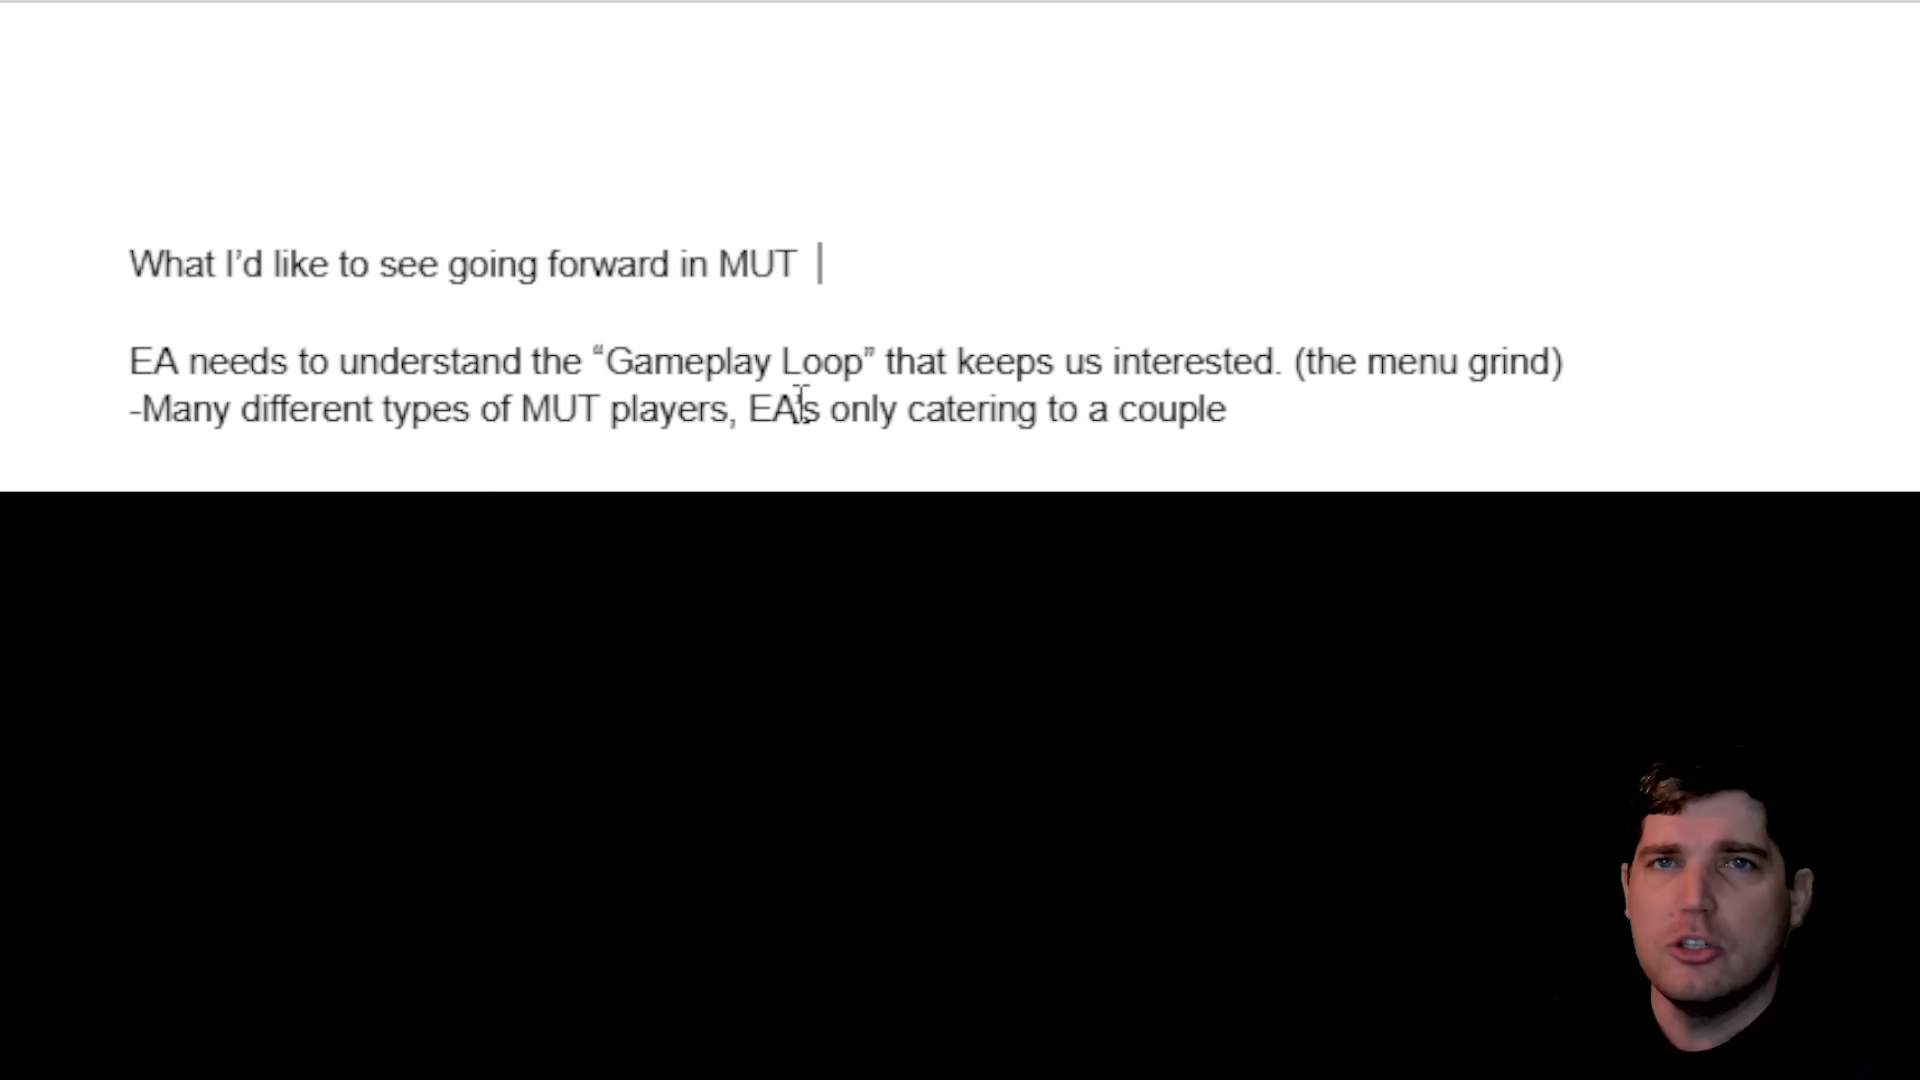 What I’d like to see going forward in MUT
EA needs to understand the “Gameplay Loop” that keeps us interested. (the menu grind)
-Many different types of MUT players, EA’s only catering to a couple